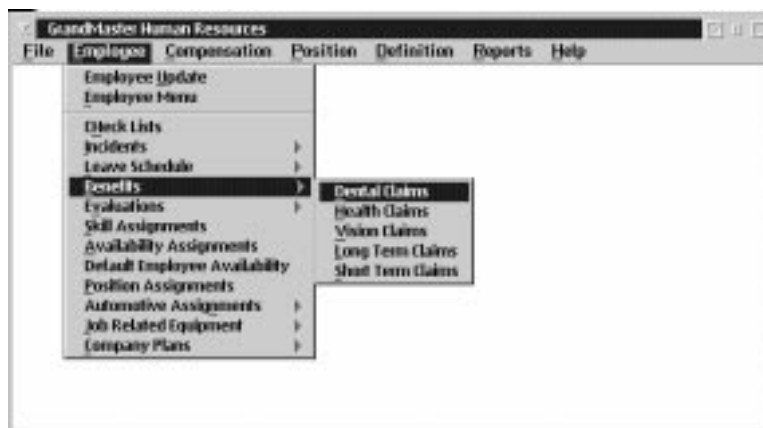 GrandMaster Human Resources
File Employee Compensation Position Definition Reports Help
Employee Update
Employee Menu
Check Lists
Incidents
Leave Schedule
Benefits
Evaluations
Skill Assignments
Availability Assignments
Default Employee Availability
Position Assignments
Automotive Assignments
Job Related Equipment
Company Plans
Dental Claims
Health Claims
Vision Claims
Long Term Claims
Short Term Claims